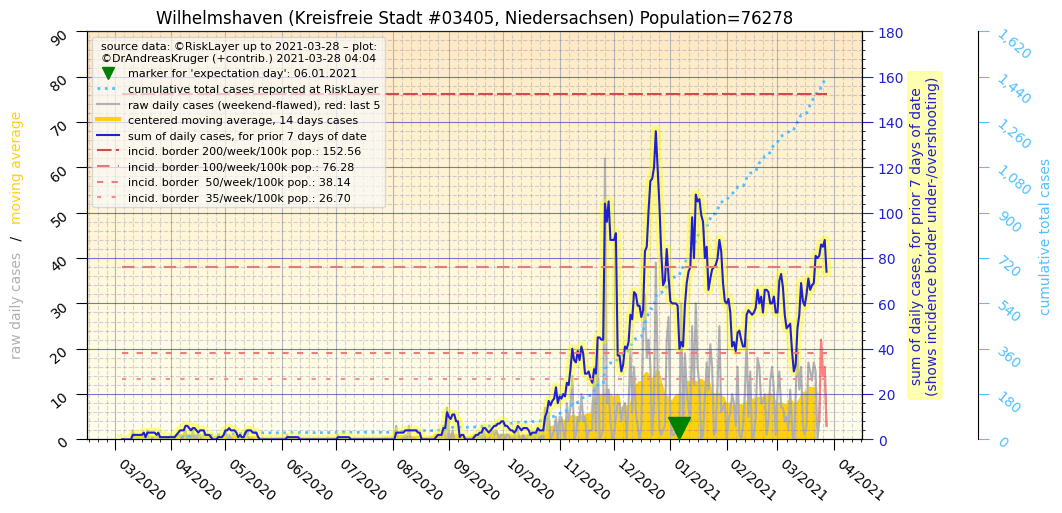 Wilhelmshaven (Kreisfreie Stadt #03405, Niedersachsen) Population=76278
source data: ©RiskLayer up to 2021-03-28 – plot:
©DrAndreasKruger (+contrib.) 2021-03-28 04:04
marker for 'expectation day': 06.01.2021
cumulative total cases reported at RiskLayer
raw daily cases (weekend-flawed), red: last 5
centered moving average, 14 days cases
sum of daily cases, for prior 7 days of date
incid. border 200/week/100k pop.: 152.56
incid. border 100/week/100k pop.: 76.28
incid. border  50/week/100k pop.: 38.14
incid. border  35/week/100k pop.: 26.70
raw daily cases  /  moving average
90
80
70
60
50
40
30
20
10
0
03/2020
04/2020
05/2020
06/2020
07/2020
08/2020
09/2020
10/2020
11/2020
12/2020
01/2021
02/2021
03/2021
04/2021
180
160
140
120
100
80
60
40
20
0
sum of daily cases, for prior 7 days of date
(shows incidence border under-/overshooting)
1,620
1,440
1,260
1,080
900
720
540
360
180
0
cumulative total cases